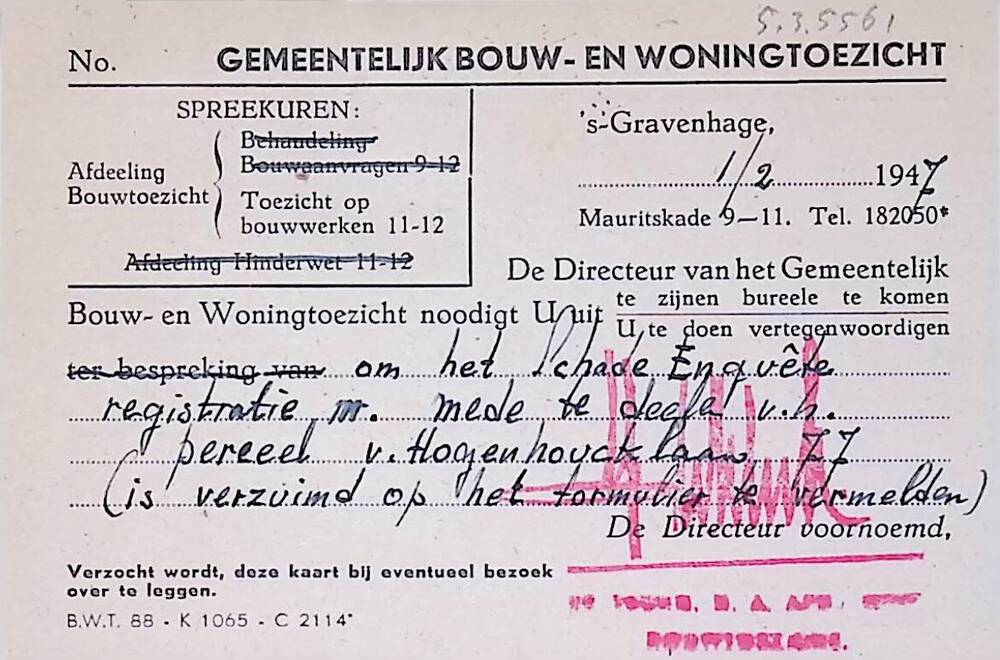 5.3.5561
No. GEMEENTELIJK BOUW- EN WONINGTOEZICHT
SPREEKUREN:
Afdeeling
Bouwtoezicht
Behandeling
Bouwaanvragen 9-12
Toezicht op
bouwwerken 11-12
Afdeeling Hinderwet 11-12
's-Gravenhage,
1/2 1947
Mauritskade 9-11. Tel. 182050*
De Directeur van het Gemeentelijk
Bouw- en Woningtoezicht noodigt U uit
te zijnen bureele te komen
U te doen vertegenwoordigen
ter bespreking van om het Schade Enquête
registratie nr. mede te deelen v.h.
perceel v. Hogenhoucklaan 77
(is verzuimd op het formulier te vermelden)
De Directeur voornoemd,
Verzocht wordt, deze kaart bij eventueel bezoek
over te leggen.
B.W.T. 88 - K 1065 - C 2114*